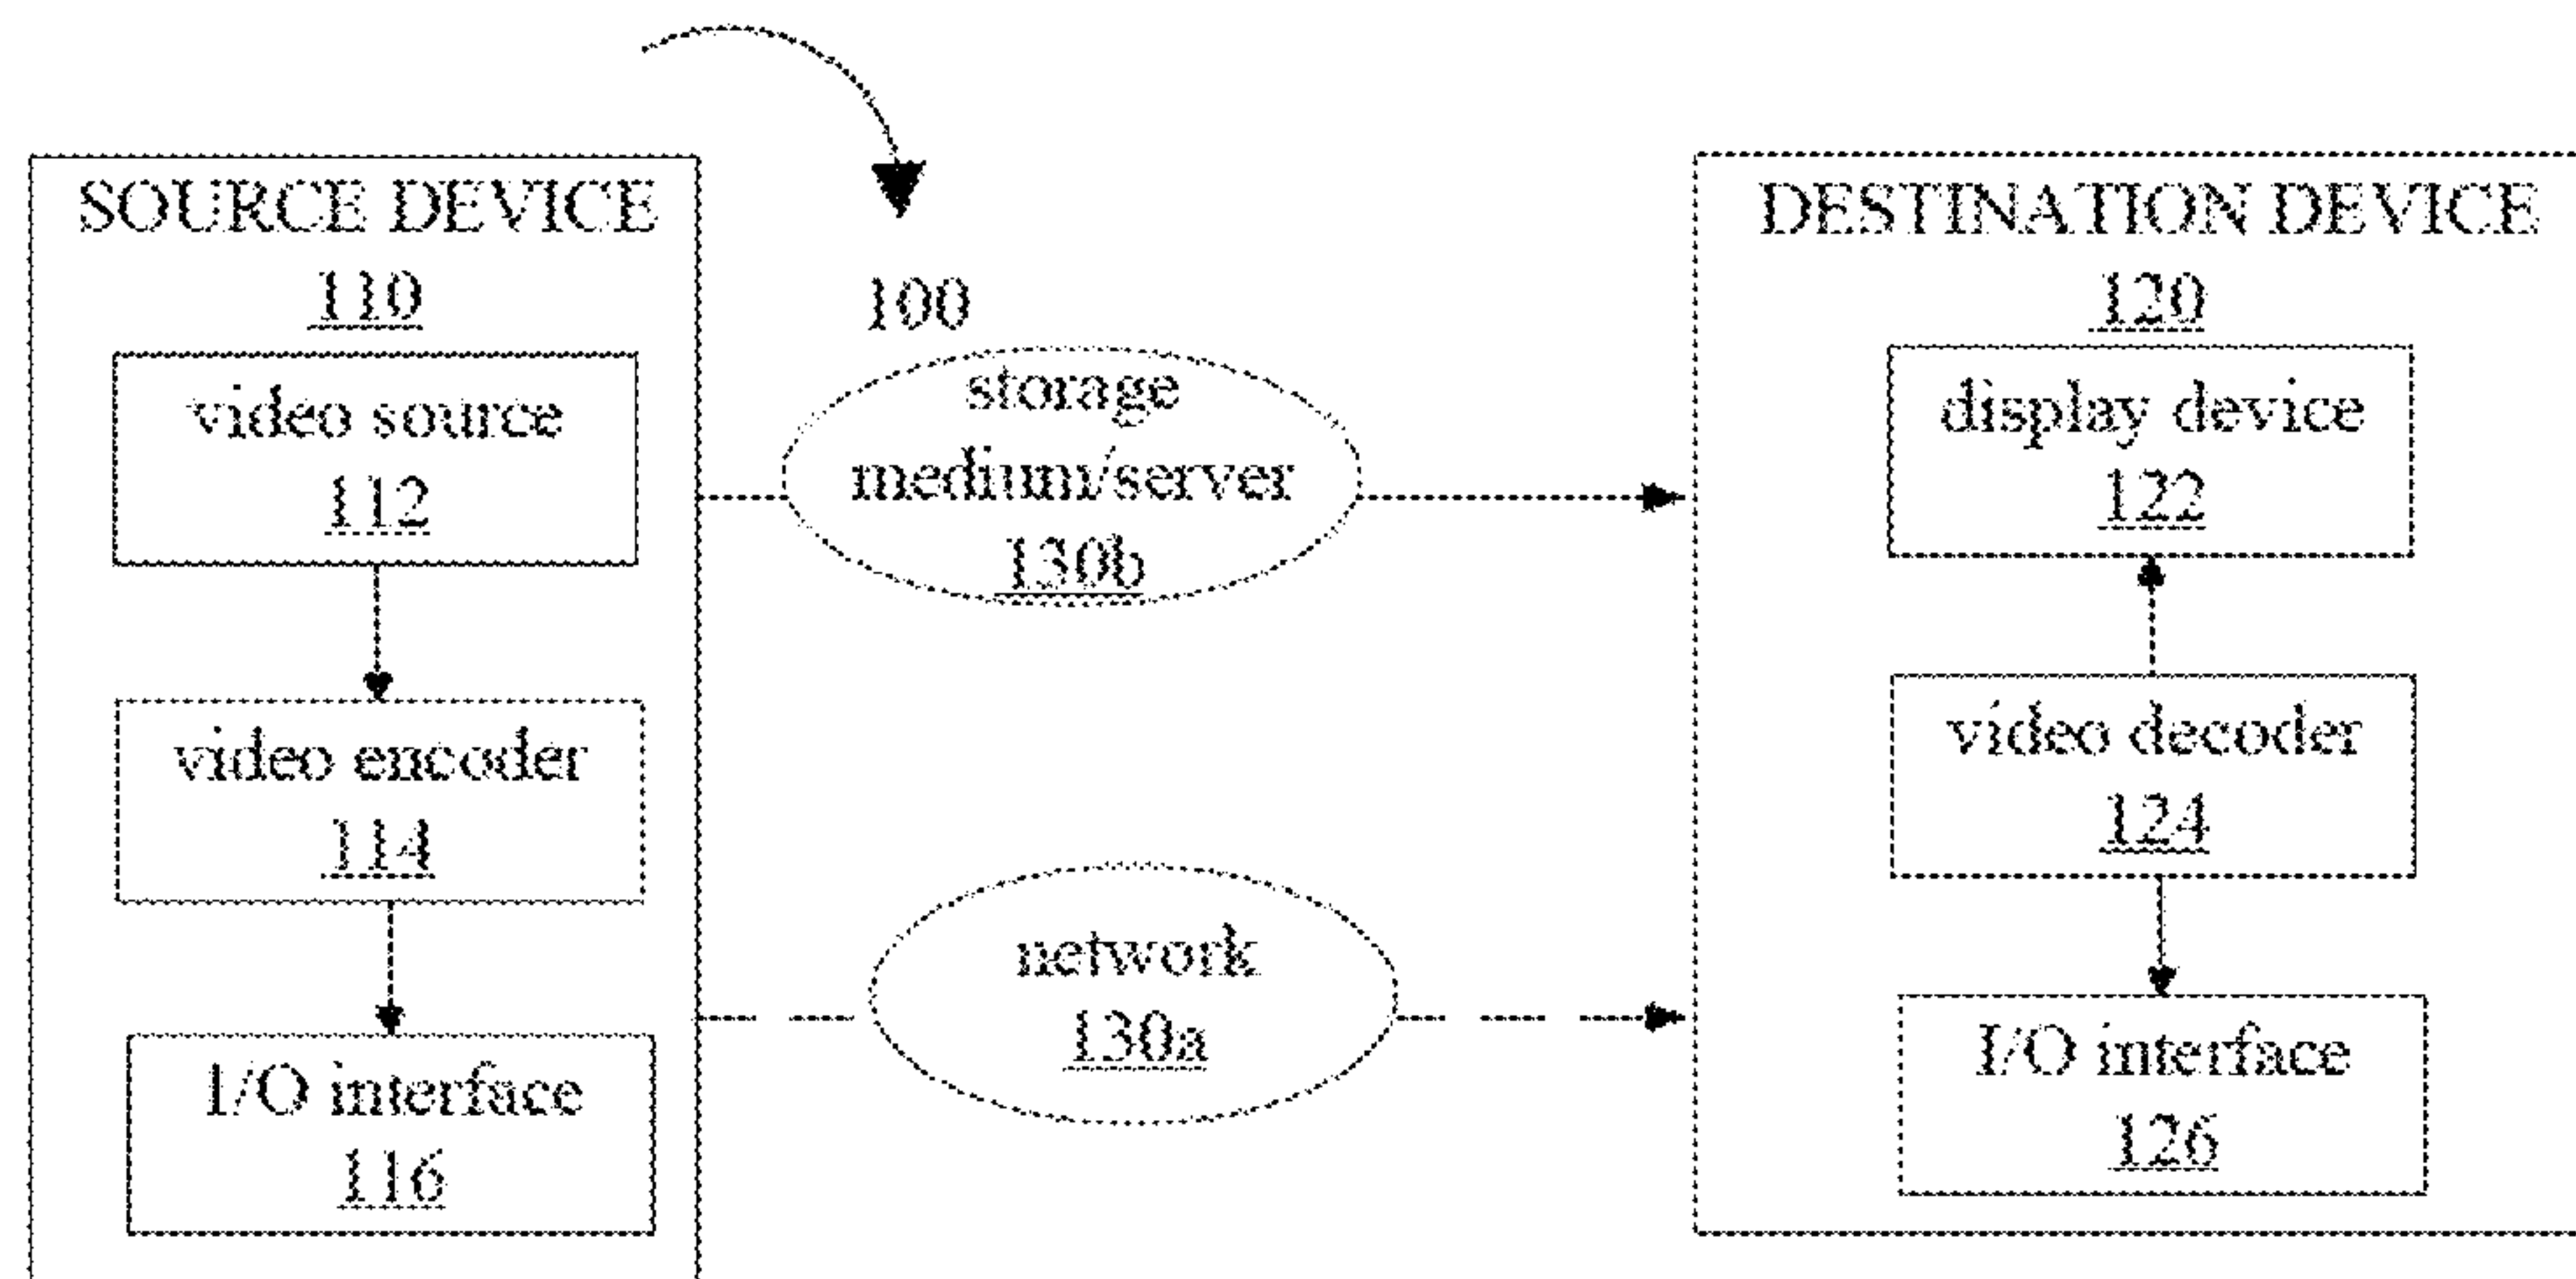 SOURCE DEVICE
110
video source
112
video encoder
114
I/O interface
116
100
storage
medium/server
130b
network
130a
DESTINATION DEVICE
120
display device
122
video decoder
124
I/O interface
126